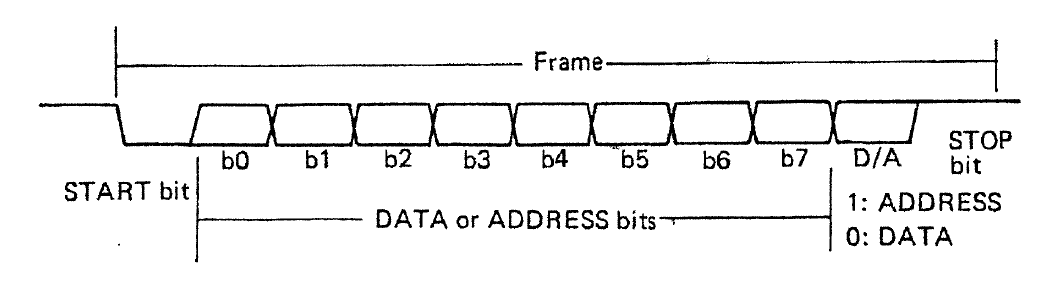 Frame
b0 b1 b2 b3 b4 b5 b6 b7 D/A
STOP
bit
START bit
DATA or ADDRESS bits
1: ADDRESS
0: DATA